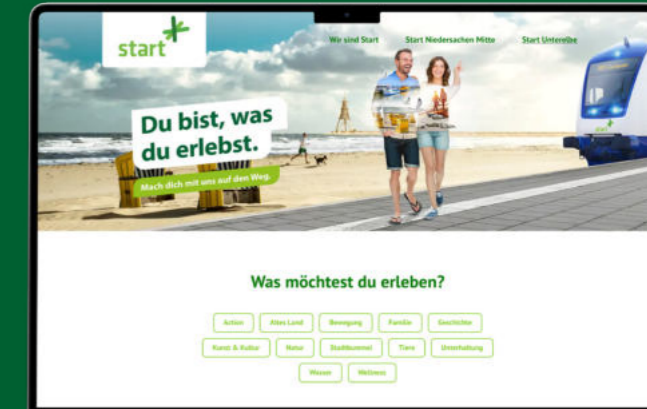 start
Wir sind Start
Start Niedersachen Mitte
Start Unterelbe
Du bist, was
du erlebst.
Mach dich mit uns auf den Weg.
start
Was möchtest du erleben?
Action
Altes Land
Bewegung
Familie
Geschichte
Kunst & Kultur
Natur
Stadtbummel
Tiere
Unterhaltung
Wasser
Wellness